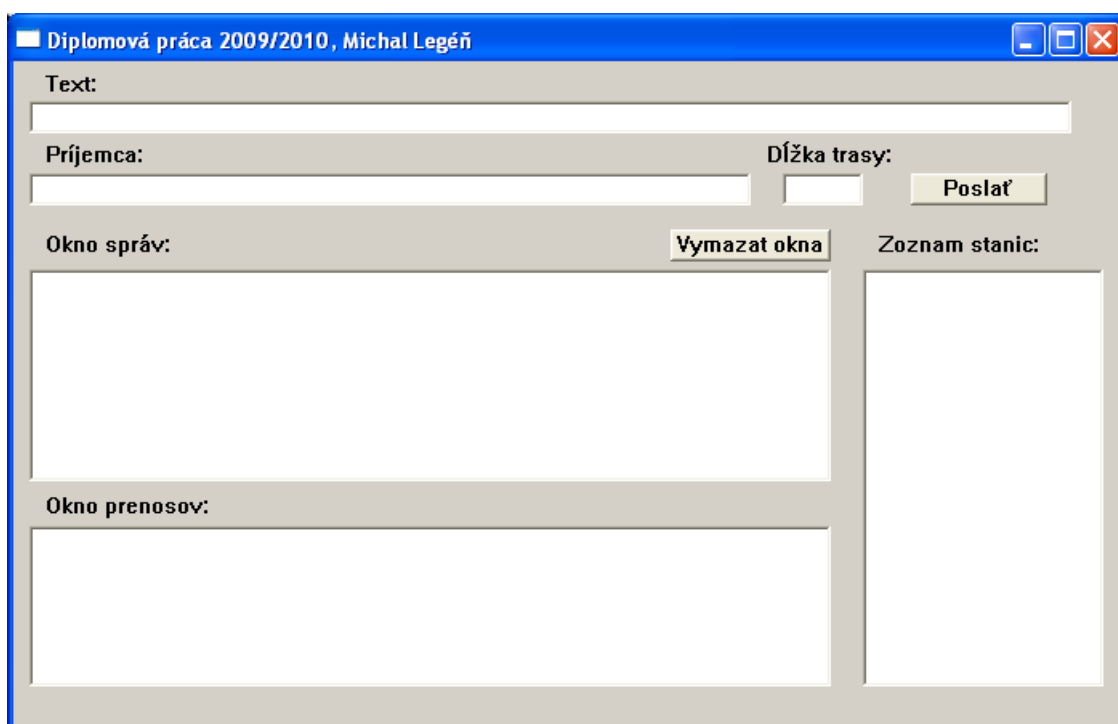 Diplomová práca 2009/2010, Michal Legéň
Text:
Príjemca:
Dĺžka trasy:
Poslať
Okno správ:
Vymazat okna
Zoznam stanic:
Okno prenosov: